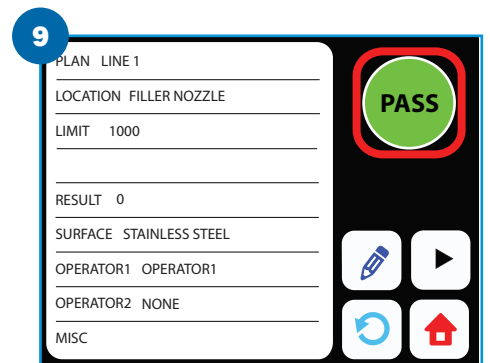 9
PLAN LINE 1
LOCATION FILLER NOZZLE
LIMIT 1000
RESULT 0
SURFACE STAINLESS STEEL
OPERATOR1 OPERATOR1
OPERATOR2 NONE
MISC
PASS